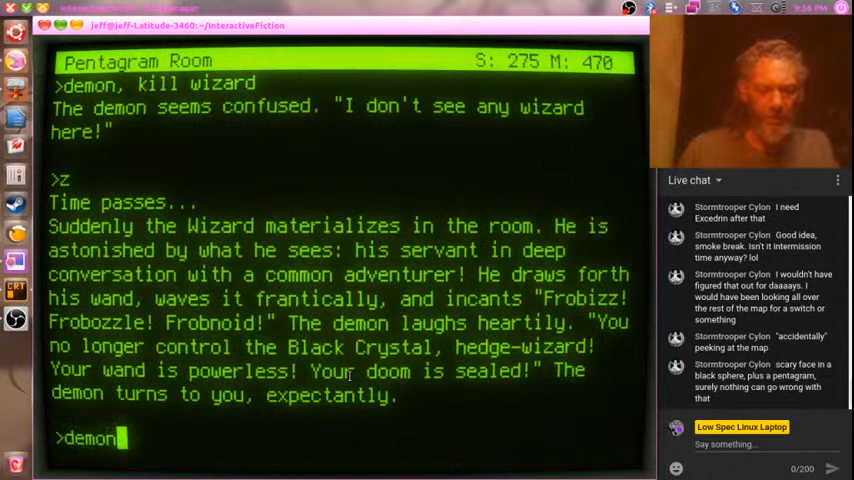 9:56 PM
jeff@jeff-Latitude-3460: ~/InteractiveFiction
Pentagram Room S: 275 M: 470
>demon, kill wizard
The demon seems confused. "I don't see any wizard
here!"
>z
Time passes...
Suddenly the Wizard materializes in the room. He is
astonished by what he sees: his servant in deep
conversation with a common adventurer! He draws forth
his wand, waves it frantically, and incants "Frobizz!
Frobozzle! Frobnoid!" The demon laughs heartily. "You
no longer control the Black Crystal, hedge-wizard!
Your wand is powerless! Your doom is sealed!" The
demon turns to you, expectantly.
>demon
Live chat
Stormtrooper Cylon I need
Excedrin after that
Stormtrooper Cylon Good idea,
smoke break. Isn't it intermission
time anyway? lol
Stormtrooper Cylon I wouldn't have
figured that out for daaaays. I
would have been looking all over
the rest of the map for a switch or
something
Stormtrooper Cylon "accidentally"
peeking at the map
Stormtrooper Cylon scary face in a
black sphere, plus a pentagram,
surely nothing can go wrong with
that
Low Spec Linux Laptop
Say something...
0/200
CRT